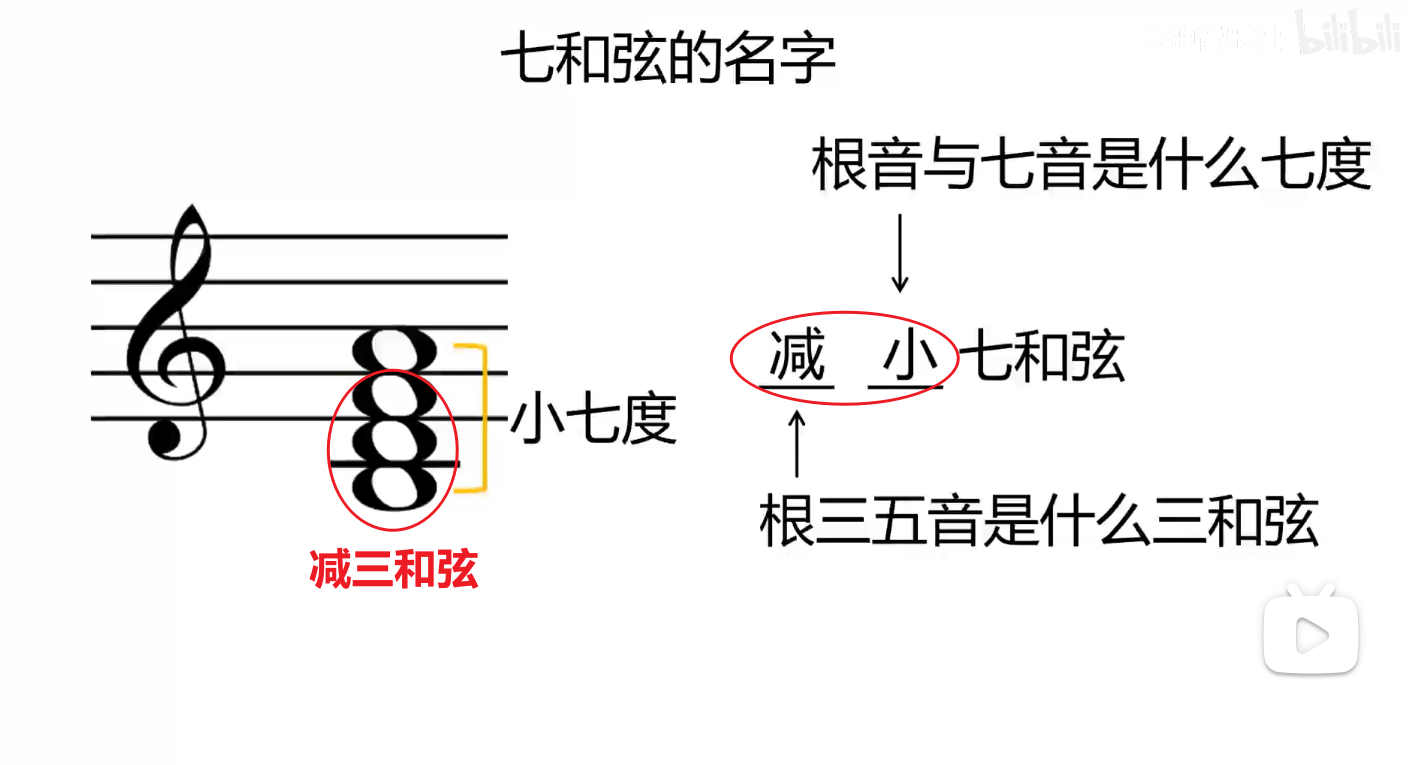 bilibili
七和弦的名字
根音与七音是什么七度
减 小 七和弦
小七度
根三五音是什么三和弦
减三和弦